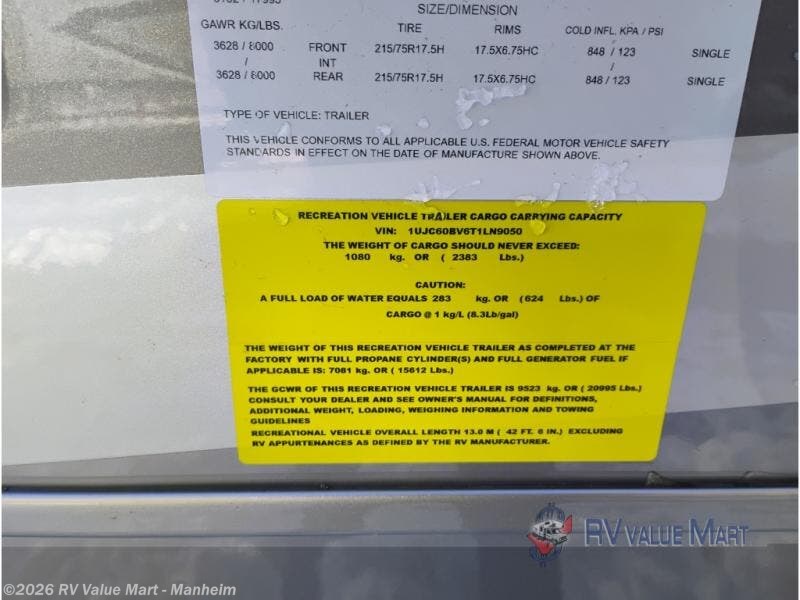 SIZE/DIMENSION
GAWR KG/LBS. TIRE RIMS COLD INFL. KPA / PSI
3628 / 8000 FRONT 215/75R17.5H 17.5X6.75HC 848 / 123 SINGLE
/ INT /
3628 / 8000 REAR 215/75R17.5H 17.5X6.75HC 848 / 123 SINGLE
TYPE OF VEHICLE: TRAILER
THIS VEHICLE CONFORMS TO ALL APPLICABLE U.S. FEDERAL MOTOR VEHICLE SAFETY
STANDARDS IN EFFECT ON THE DATE OF MANUFACTURE SHOWN ABOVE.
RECREATION VEHICLE TRAILER CARGO CARRYING CAPACITY
VIN: 1UJC60BV6T1LN9050
THE WEIGHT OF CARGO SHOULD NEVER EXCEED:
1080 kg. OR ( 2383 Lbs.)
CAUTION:
A FULL LOAD OF WATER EQUALS 283 kg. OR (624 Lbs.) OF
CARGO @ 1 kg/L (8.3Lb/gal)
THE WEIGHT OF THIS RECREATION VEHICLE TRAILER AS COMPLETED AT THE
FACTORY WITH FULL PROPANE CYLINDER(S) AND FULL GENERATOR FUEL IF
APPLICABLE IS: 7081 kg. OR ( 15612 Lbs.)
THE GCWR OF THIS RECREATION VEHICLE TRAILER IS 9523 kg. OR ( 20995 Lbs.)
CONSULT YOUR DEALER AND SEE OWNER'S MANUAL FOR DEFINITIONS,
ADDITIONAL WEIGHT, LOADING, WEIGHING INFORMATION AND TOWING
GUIDELINES
RECREATIONAL VEHICLE OVERALL LENGTH 13.0 M ( 42 FT. 6 IN.) EXCLUDING
RV APPURTENANCES AS DEFINED BY THE RV MANUFACTURER.
RV VALUE MART
©2026 RV Value Mart - Manheim